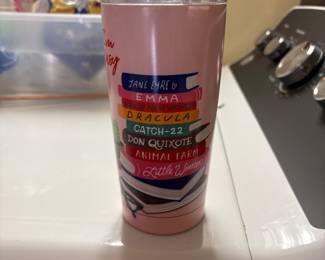 JANE EYRE
EMMA
DRACULA
CATCH-22
DON QUIXOTE
ANIMAL FARM
Little Women